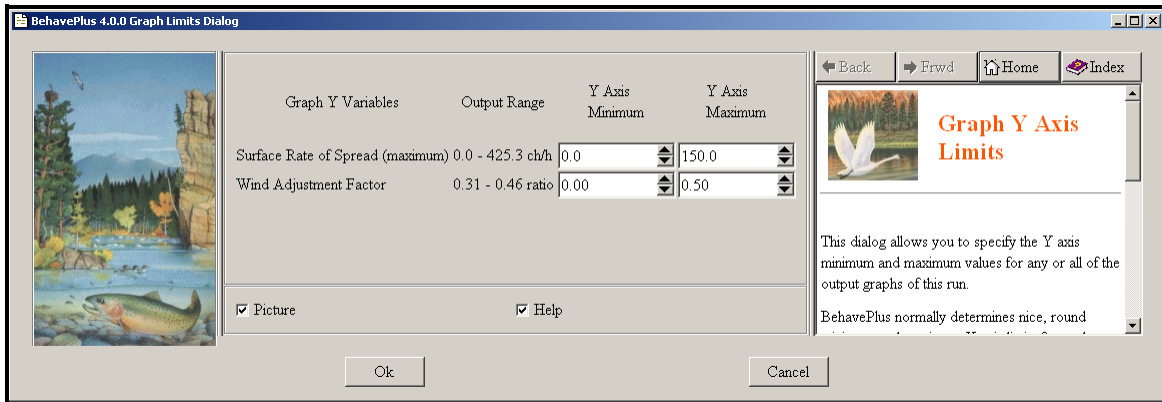 BehavePlus 4.0.0 Graph Limits Dialog
Graph Y Variables Output Range Y Axis Minimum Y Axis Maximum
Surface Rate of Spread (maximum) 0.0 - 425.3 ch/h 0.0 150.0
Wind Adjustment Factor 0.31 - 0.46 ratio 0.00 0.50
Picture Help
Ok Cancel
Back Frwd Home Index
Graph Y Axis
Limits
This dialog allows you to specify the Y axis
minimum and maximum values for any or all of the
output graphs of this run.
BehavePlus normally determines nice, round